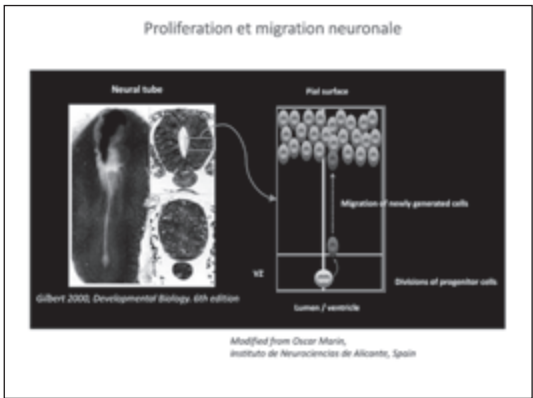 Proliferation et migration neuronale
Neural tube
Pial surface
Migration of newly generated cells
VZ
Divisions of progenitor cells
Gilbert 2000, Developmental Biology. 6th edition
Lumen / ventricle
Modified from Oscar Marin,
Instituto de Neurociencias de Alicante, Spain